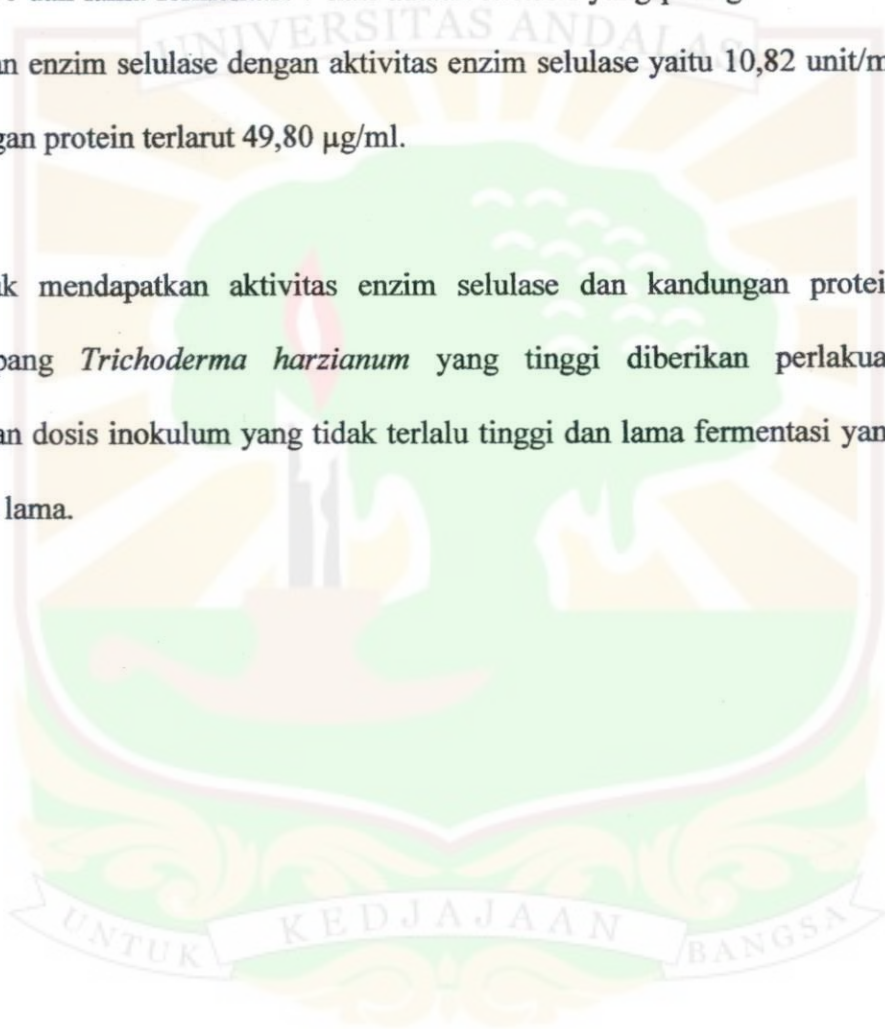 UNIVERSITAS ANDALAS
an enzim selulase dengan aktivitas enzim selulase yaitu 10,82 unit/m
gan protein terlarut 49,80 µg/ml.
ik mendapatkan aktivitas enzim selulase dan kandungan protei
pang Trichoderma harzianum yang tinggi diberikan perlakua
an dosis inokulum yang tidak terlalu tinggi dan lama fermentasi yan
lama.
UNTUK KEDJAJAAN BANGSA